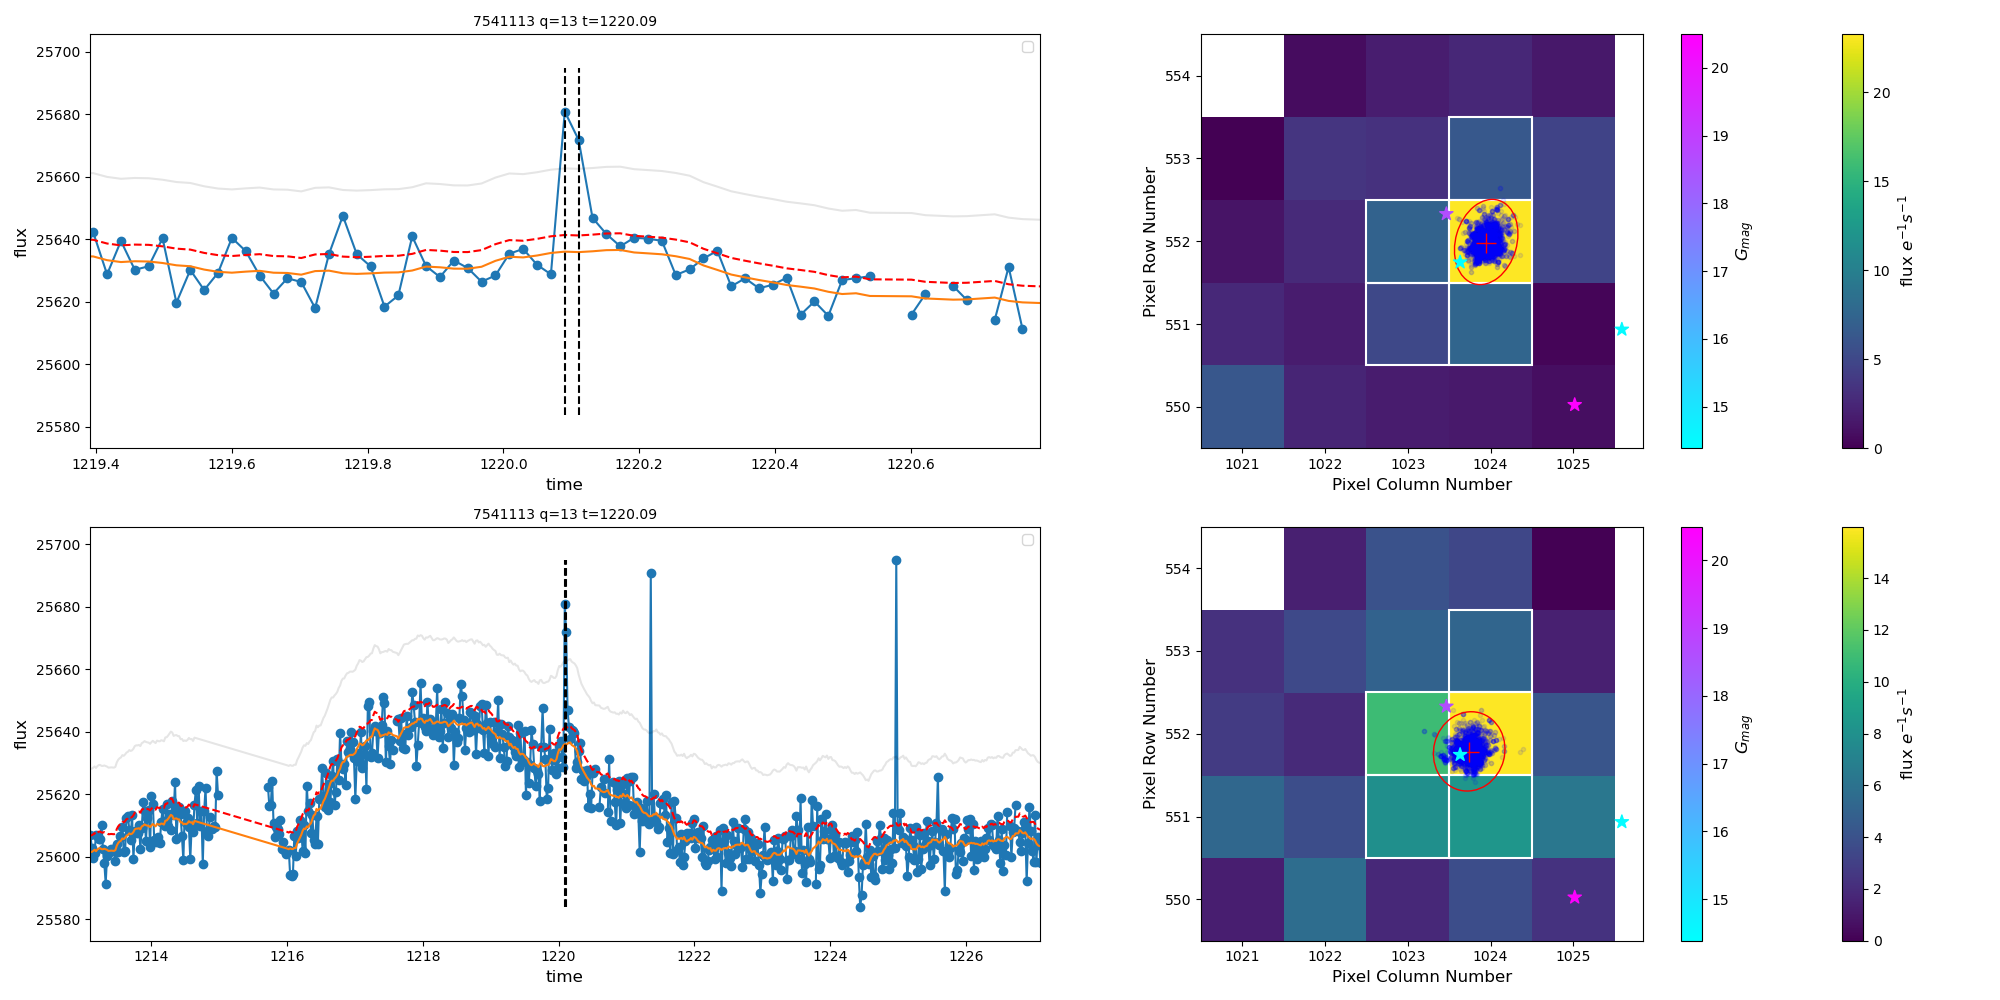 7541113 q=13 t=1220.09
25700
25680
25660
25640
25620
25600
25580
flux
1219.4 1219.6 1219.8 1220.0 1220.2 1220.4 1220.6
time
554
553
552
551
550
Pixel Row Number
1021 1022 1023 1024 1025
Pixel Column Number
20
19
18
17
16
15
G_mag
20
15
10
5
0
flux e⁻¹s⁻¹
7541113 q=13 t=1220.09
25700
25680
25660
25640
25620
25600
25580
flux
1214 1216 1218 1220 1222 1224 1226
time
554
553
552
551
550
Pixel Row Number
1021 1022 1023 1024 1025
Pixel Column Number
20
19
18
17
16
15
G_mag
14
12
10
8
6
4
2
0
flux e⁻¹s⁻¹